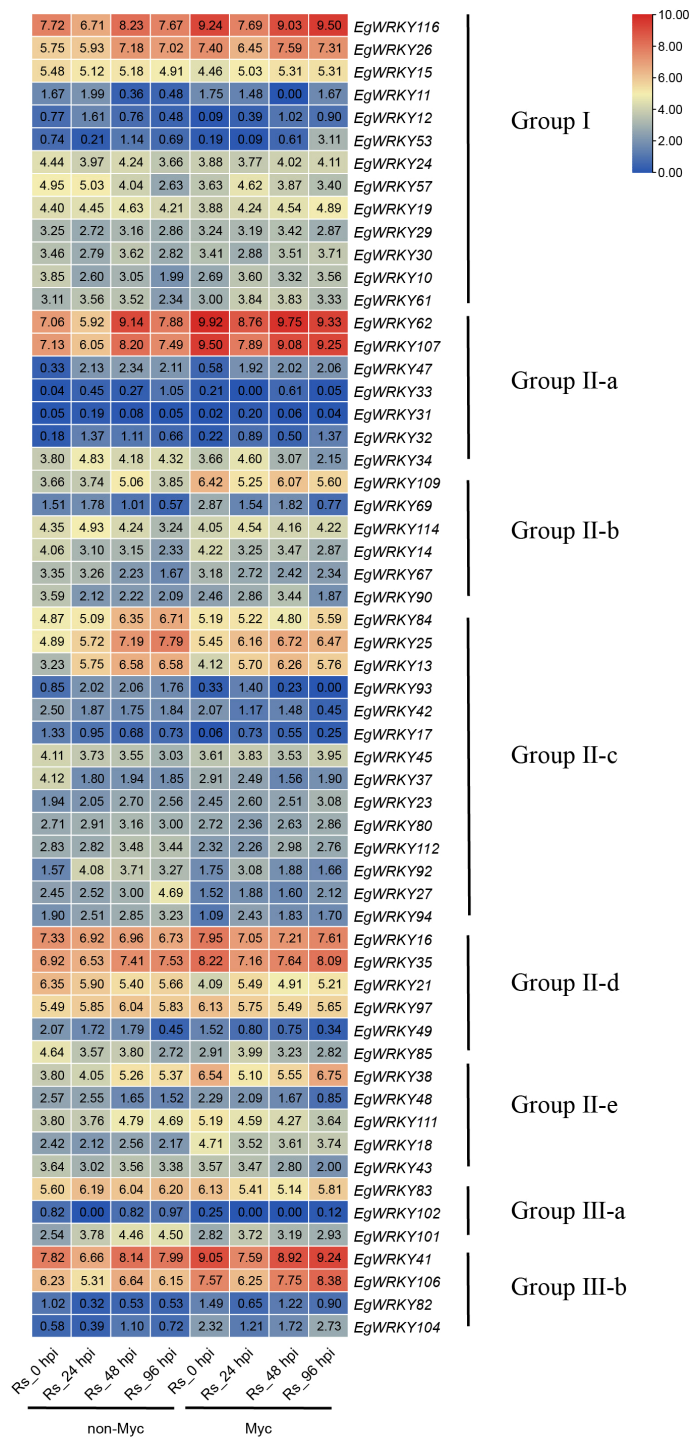 7.72 6.71 8.23 7.67 9.24 7.69 9.03 9.50 EgWRKY116
5.75 5.93 7.18 7.02 7.40 6.45 7.59 7.31 EgWRKY26
5.48 5.12 5.18 4.91 4.46 5.03 5.31 5.31 EgWRKY15
1.67 1.99 0.36 0.48 1.75 1.48 0.00 1.67 EgWRKY11
0.77 1.61 0.76 0.48 0.09 0.39 1.02 0.90 EgWRKY12
0.74 0.21 1.14 0.69 0.19 0.09 0.61 3.11 EgWRKY53
4.44 3.97 4.24 3.66 3.88 3.77 4.02 4.11 EgWRKY24
4.95 5.03 4.04 2.63 3.63 4.62 3.87 3.40 EgWRKY57
4.40 4.45 4.63 4.21 3.88 4.24 4.54 4.89 EgWRKY19
3.25 2.72 3.16 2.86 3.24 3.19 3.42 2.87 EgWRKY29
3.46 2.79 3.62 2.82 3.41 2.88 3.51 3.71 EgWRKY30
3.85 2.60 3.05 1.99 2.69 3.60 3.32 3.56 EgWRKY10
3.11 3.56 3.52 2.34 3.00 3.84 3.83 3.33 EgWRKY61
7.06 5.92 9.14 7.88 9.92 8.76 9.75 9.33 EgWRKY62
7.13 6.05 8.20 7.49 9.50 7.89 9.08 9.25 EgWRKY107
0.33 2.13 2.34 2.11 0.58 1.92 2.02 2.06 EgWRKY47
0.04 0.45 0.27 1.05 0.21 0.00 0.61 0.05 EgWRKY33
0.05 0.19 0.08 0.05 0.02 0.20 0.06 0.04 EgWRKY31
0.18 1.37 1.11 0.66 0.22 0.89 0.50 1.37 EgWRKY32
3.80 4.83 4.18 4.32 3.66 4.60 3.07 2.15 EgWRKY34
3.66 3.74 5.06 3.85 6.42 5.25 6.07 5.60 EgWRKY109
1.51 1.78 1.01 0.57 2.87 1.54 1.82 0.77 EgWRKY69
4.35 4.93 4.24 3.24 4.05 4.54 4.16 4.22 EgWRKY114
4.06 3.10 3.15 2.33 4.22 3.25 3.47 2.87 EgWRKY14
3.35 3.26 2.23 1.67 3.18 2.72 2.42 2.34 EgWRKY67
3.59 2.12 2.22 2.09 2.46 2.86 3.44 1.87 EgWRKY90
4.87 5.09 6.35 6.71 5.19 5.22 4.80 5.59 EgWRKY84
4.89 5.72 7.19 7.79 5.45 6.16 6.72 6.47 EgWRKY25
3.23 5.75 6.58 6.58 4.12 5.70 6.26 5.76 EgWRKY13
0.85 2.02 2.06 1.76 0.33 1.40 0.23 0.00 EgWRKY93
2.50 1.87 1.75 1.84 2.07 1.17 1.48 0.45 EgWRKY42
1.33 0.95 0.68 0.73 0.06 0.73 0.55 0.25 EgWRKY17
4.11 3.73 3.55 3.03 3.61 3.83 3.53 3.95 EgWRKY45
4.12 1.80 1.94 1.85 2.91 2.49 1.56 1.90 EgWRKY37
1.94 2.05 2.70 2.56 2.45 2.60 2.51 3.08 EgWRKY23
2.71 2.91 3.16 3.00 2.72 2.36 2.63 2.86 EgWRKY80
2.83 2.82 3.48 3.44 2.32 2.26 2.98 2.76 EgWRKY112
1.57 4.08 3.71 3.27 1.75 3.08 1.88 1.66 EgWRKY92
2.45 2.52 3.00 4.69 1.52 1.88 1.60 2.12 EgWRKY27
1.90 2.51 2.85 3.23 1.09 2.43 1.83 1.70 EgWRKY94
7.33 6.92 6.96 6.73 7.95 7.05 7.21 7.61 EgWRKY16
6.92 6.53 7.41 7.53 8.22 7.16 7.64 8.09 EgWRKY35
6.35 5.90 5.40 5.66 4.09 5.49 4.91 5.21 EgWRKY21
5.49 5.85 6.04 5.83 6.13 5.75 5.49 5.65 EgWRKY97
2.07 1.72 1.79 0.45 1.52 0.80 0.75 0.34 EgWRKY49
4.64 3.57 3.80 2.72 2.91 3.99 3.23 2.82 EgWRKY85
3.80 4.05 5.26 5.37 6.54 5.10 5.55 6.75 EgWRKY38
2.57 2.55 1.65 1.52 2.29 2.09 1.67 0.85 EgWRKY48
3.80 3.76 4.79 4.69 5.19 4.59 4.27 3.64 EgWRKY111
2.42 2.12 2.56 2.17 4.71 3.52 3.61 3.74 EgWRKY18
3.64 3.02 3.56 3.38 3.57 3.47 2.80 2.00 EgWRKY43
5.60 6.19 6.04 6.20 6.13 5.41 5.14 5.81 EgWRKY83
0.82 0.00 0.82 0.97 0.25 0.00 0.00 0.12 EgWRKY102
2.54 3.78 4.46 4.50 2.82 3.72 3.19 2.93 EgWRKY101
7.82 6.66 8.14 7.99 9.05 7.59 8.92 9.24 EgWRKY41
6.23 5.31 6.64 6.15 7.57 6.25 7.75 8.38 EgWRKY106
1.02 0.32 0.53 0.53 1.49 0.65 1.22 0.90 EgWRKY82
0.58 0.39 1.10 0.72 2.32 1.21 1.72 2.73 EgWRKY104
Rs_0 hpi Rs_24 hpi Rs_48 hpi Rs_96 hpi Rs_0 hpi Rs_24 hpi Rs_48 hpi Rs_96 hpi
non-Myc Myc
Group I
Group II-a
Group II-b
Group II-c
Group II-d
Group II-e
Group III-a
Group III-b
10.00
8.00
6.00
4.00
2.00
0.00